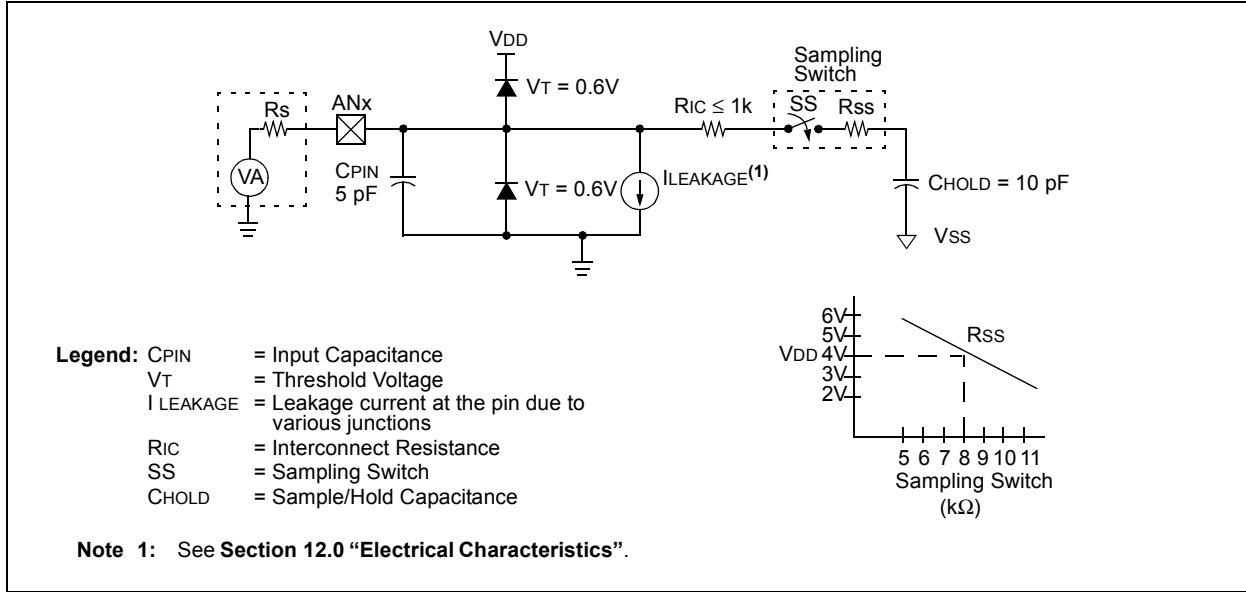 VDD
Sampling
Switch
VT = 0.6V
Rs
ANx
RIC ≤ 1k
SS
Rss
VA
CPIN
5 pF
VT = 0.6V
ILEAKAGE(1)
CHOLD = 10 pF
VSS
6V
5V
VDD 4V
3V
2V
RSS
5 6 7 8 9 10 11
Sampling Switch
(kΩ)
Legend: CPIN = Input Capacitance
VT = Threshold Voltage
I LEAKAGE = Leakage current at the pin due to
various junctions
RIC = Interconnect Resistance
SS = Sampling Switch
CHOLD = Sample/Hold Capacitance
Note 1: See Section 12.0 “Electrical Characteristics”.